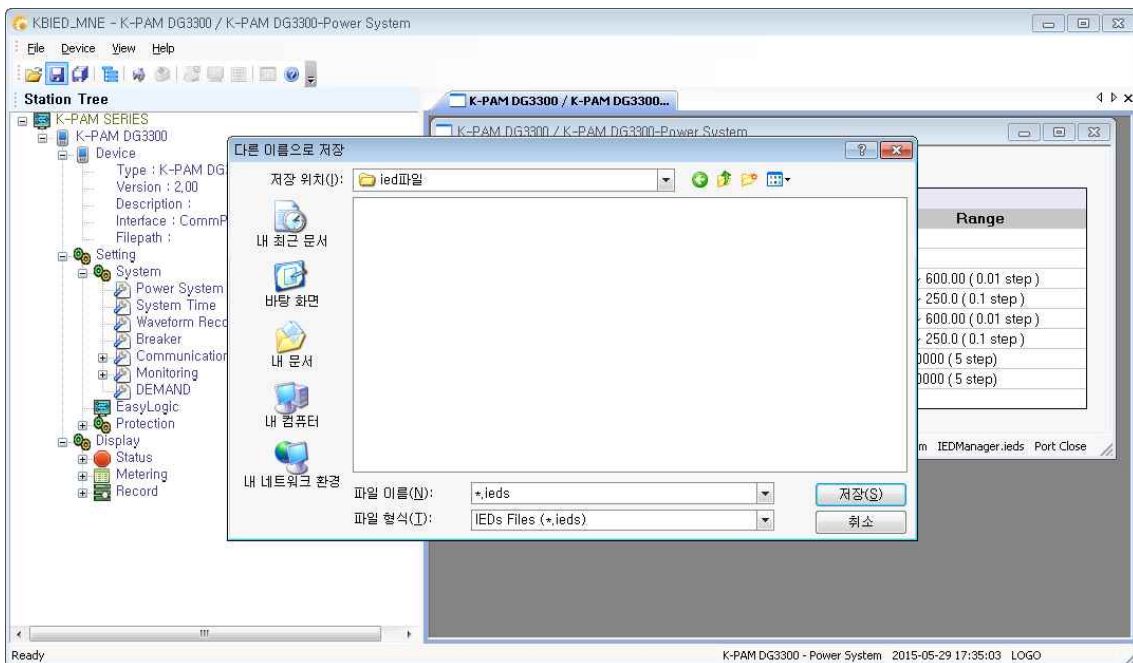 KBIED_MNE - K-PAM DG3300 / K-PAM DG3300-Power System
File Device View Help
Station Tree
K-PAM SERIES
K-PAM DG3300
Device
Type : K-PAM DG3
Version : 2,00
Description :
Interface : CommP
Filepath :
Setting
System
Power System
System Time
Waveform Reco
Breaker
Communication
Monitoring
DEMAND
EasyLogic
Protection
Display
Status
Metering
Record
K-PAM DG3300 / K-PAM DG3300...
K-PAM DG3300 / K-PAM DG3300-Power System
Range
600.00 ( 0.01 step )
250.0 ( 0.1 step )
600.00 ( 0.01 step )
250.0 ( 0.1 step )
0000 ( 5 step)
0000 ( 5 step)
m IEDManager.ieds Port Close
다른 이름으로 저장
저장 위치(I):
ied파일
내 최근 문서
바탕 화면
내 문서
내 컴퓨터
내 네트워크 환경
파일 이름(N):
*,ieds
저장(S)
파일 형식(T):
IEDs Files (*,ieds)
취소
Ready
K-PAM DG3300 - Power System 2015-05-29 17:35:03 LOGO